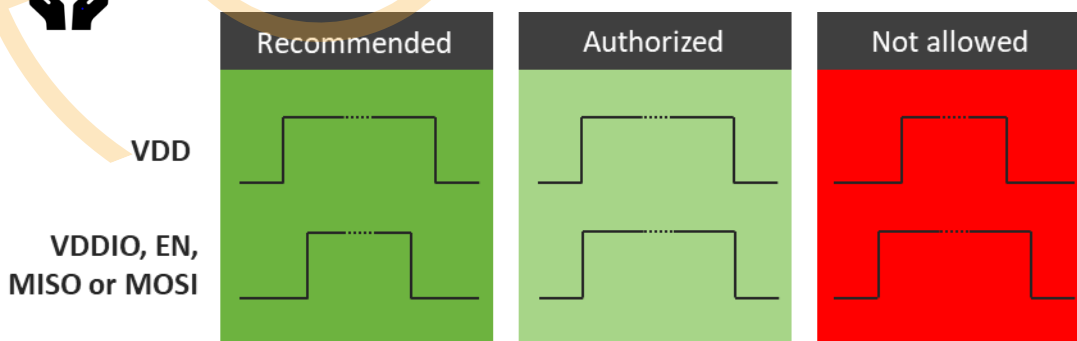 Recommended
Authorized
Not allowed
VDD
VDDIO, EN,
MISO or MOSI